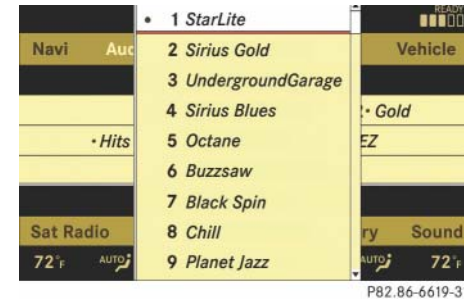 READY
• 1 StarLite
Navi Aud Vehicle
2 Sirius Gold
3 UndergroundGarage
4 Sirius Blues • Gold
• Hits 5 Octane EZ
6 Buzzsaw
7 Black Spin
Sat Radio 8 Chill ry Sound
72°F AUTO 9 Planet Jazz AUTO 72°F
P82.86-6619-31